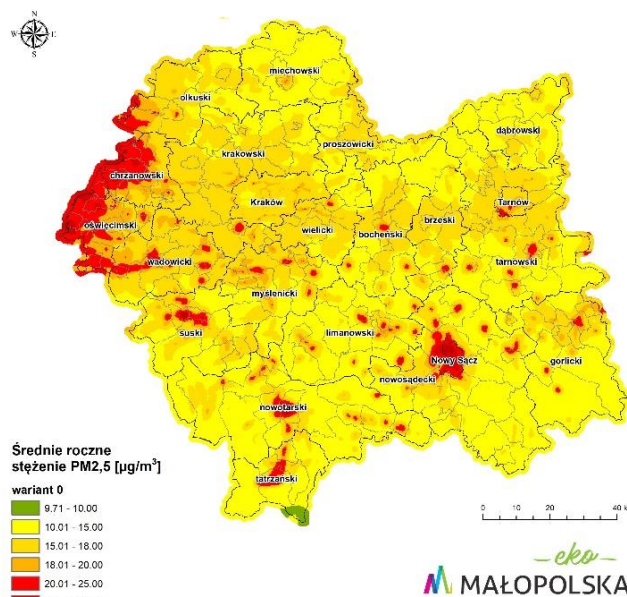 N
W E
S
miechowski
olkuski
dąbrowski
proszowicki
krakowski
chrzanowski
Kraków
Tarnów
oświęcimski
wielicki
bocheński
brzeski
wadowicki
tarnowski
myślenicki
suski
limanowski
Nowy Sącz
gorlicki
nowosądecki
nowotarski
Średnie roczne
stężenie PM2,5 [µg/m³]
wariant 0
tatrzański
9.71 - 10.00
10.01 - 15.00
15.01 - 18.00
18.01 - 20.00
20.01 - 25.00
0 5 10 20 40 k
eko
MAŁOPOLSKA